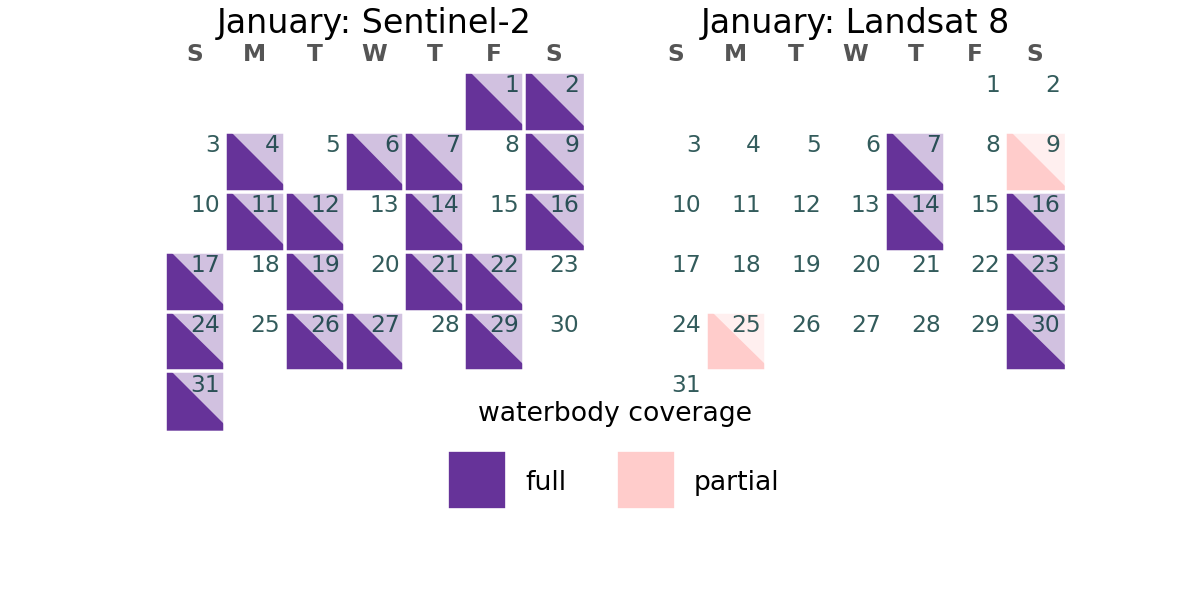 January: Sentinel-2
S M T W T F S
1 2
3 4 5 6 7 8 9
10 11 12 13 14 15 16
17 18 19 20 21 22 23
24 25 26 27 28 29 30
31
January: Landsat 8
S M T W T F S
1 2
3 4 5 6 7 8 9
10 11 12 13 14 15 16
17 18 19 20 21 22 23
24 25 26 27 28 29 30
31
waterbody coverage
full partial